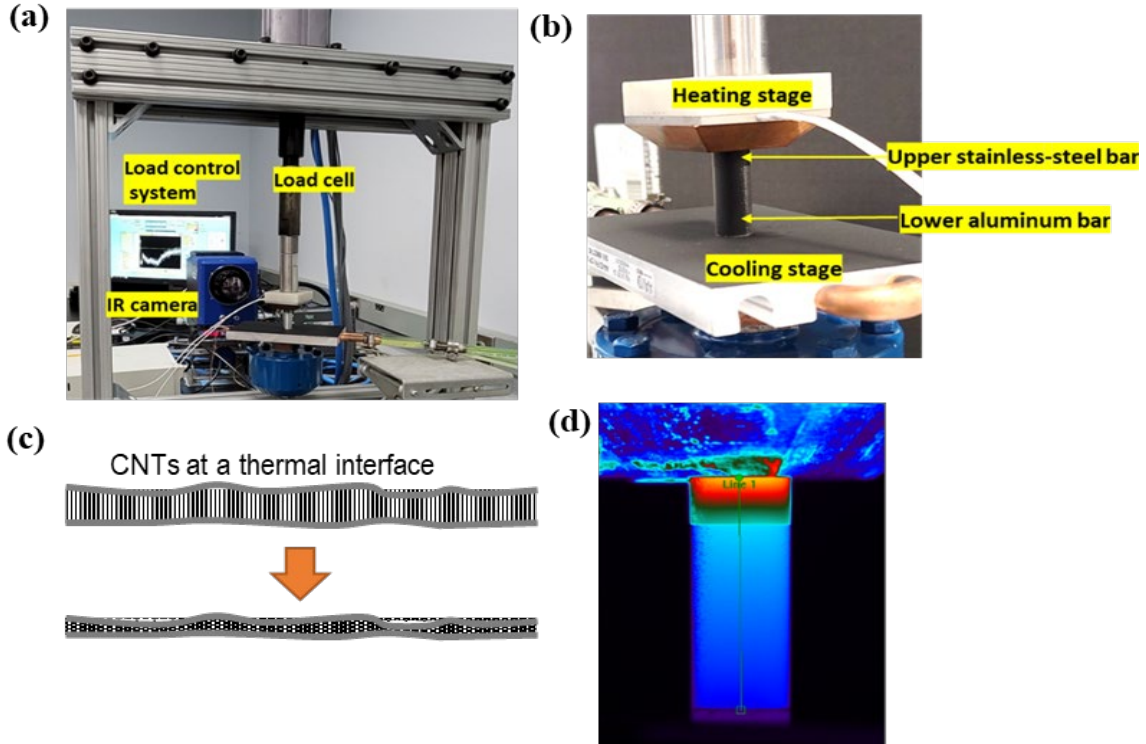 (a)
Load control
system
Load cell
IR camera
(b)
Heating stage
Upper stainless-steel bar
Lower aluminum bar
Cooling stage
(c)
CNTs at a thermal interface
(d)
Line 1